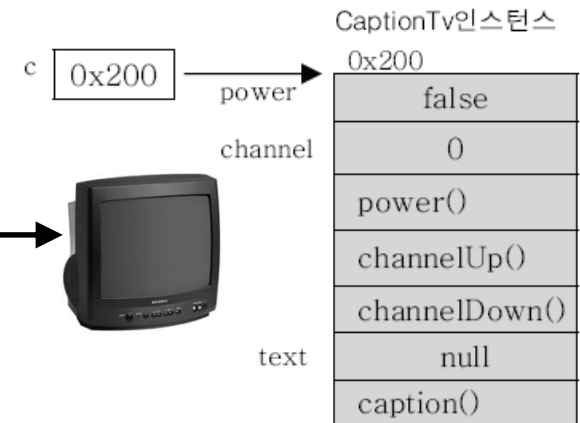 CaptionTv인스턴스
c 0x200 0x200
power false
channel 0
power()
channelUp()
channelDown()
text null
caption()